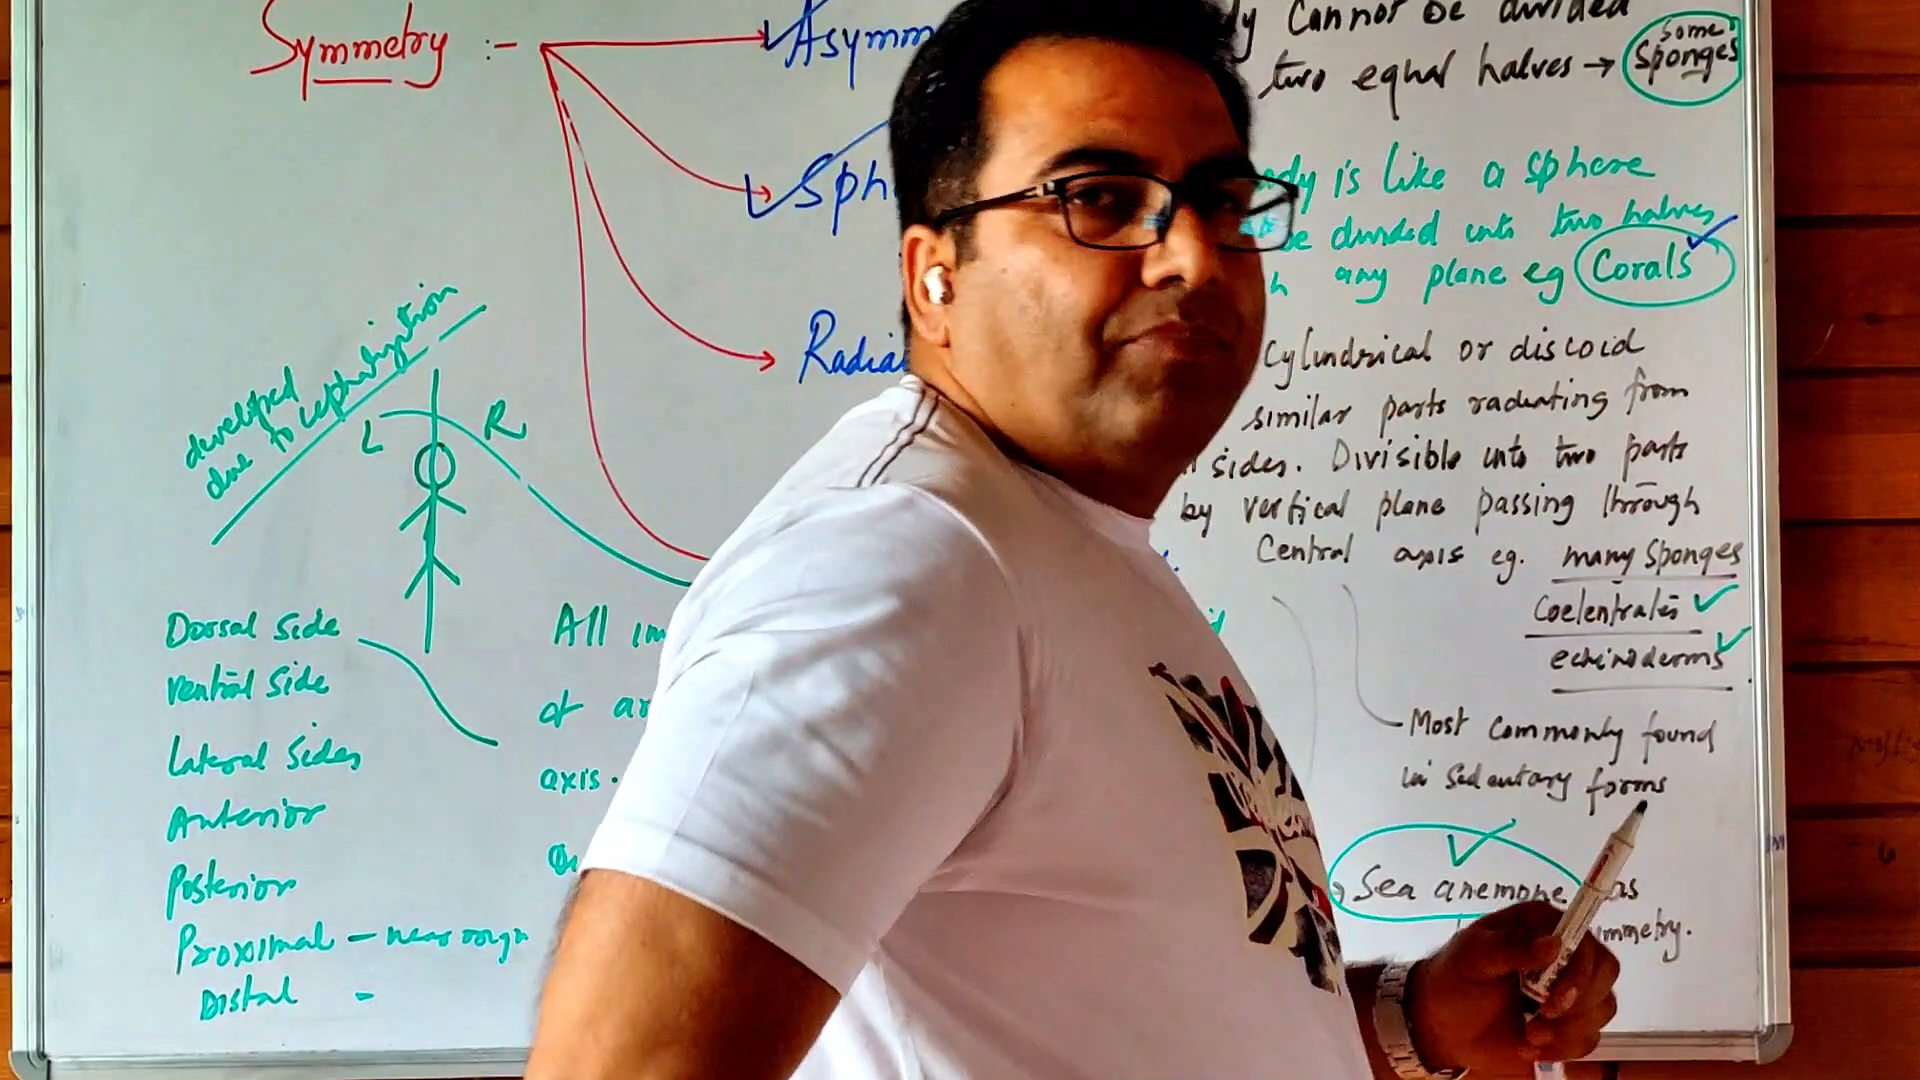 Symmetry :-
Asymm
y cannot be divided
two equal halves → some sponges
Sph
ody is like a sphere
be divided into two halves
h any plane eg Corals
Radial
Cylindrical or discoid
similar parts radiating from
sides. Divisible into two parts
by vertical plane passing through
Central axis eg. many sponges
Coelentrates
echinoderms
Most commonly found
in sedentary forms
Sea anemone as
mmetry.
developed
due to cephalization
L R
Dorsal side
ventral side
Lateral sides
Anterior
Posterior
Proximal -
Distal -
All im
of ar
axis.